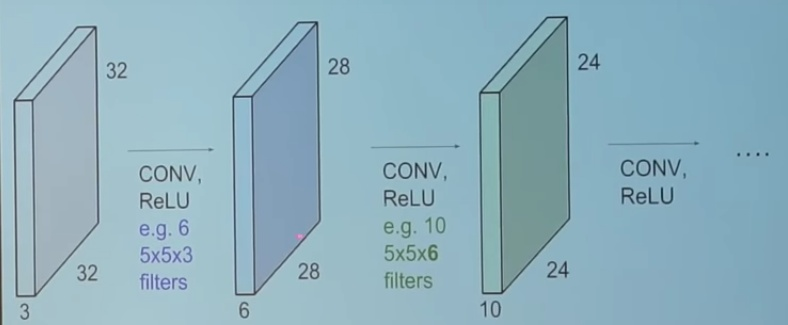 32
32
3
CONV,
ReLU
e.g. 6
5x5x3
filters
28
28
6
CONV,
ReLU
e.g. 10
5x5x6
filters
24
24
10
CONV,
ReLU
....